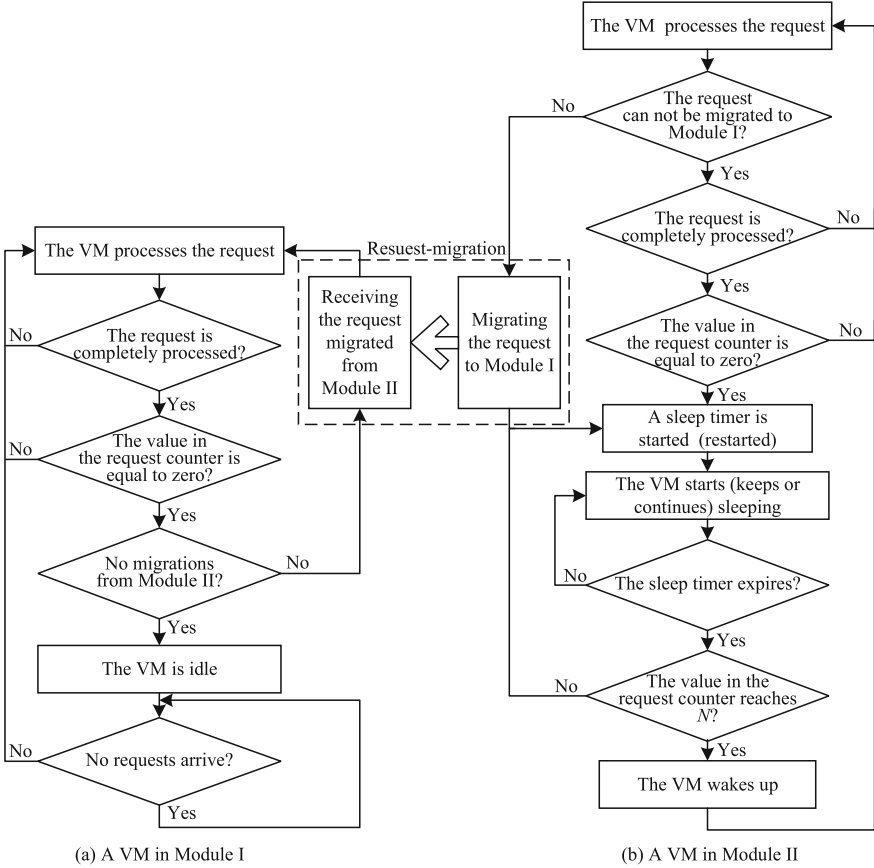 The VM processes the request
The request
can not be migrated to
Module I?
No
Yes
The request is
completely processed?
No
Yes
The value in
the request counter is
equal to zero?
No
Yes
A sleep timer is
started (restarted)
The VM starts (keeps or
continues) sleeping
The sleep timer expires?
No
Yes
The value in the
request counter reaches
N?
No
Yes
The VM wakes up
(b) A VM in Module II
Resuest-migration
Receiving
the request
migrated
from
Module II
Migrating
the request
to Module I
The VM processes the request
The request is
completely processed?
No
Yes
The value in
the request counter is
equal to zero?
No
Yes
No migrations
from Module II?
No
Yes
The VM is idle
No requests arrive?
No
Yes
(a) A VM in Module I